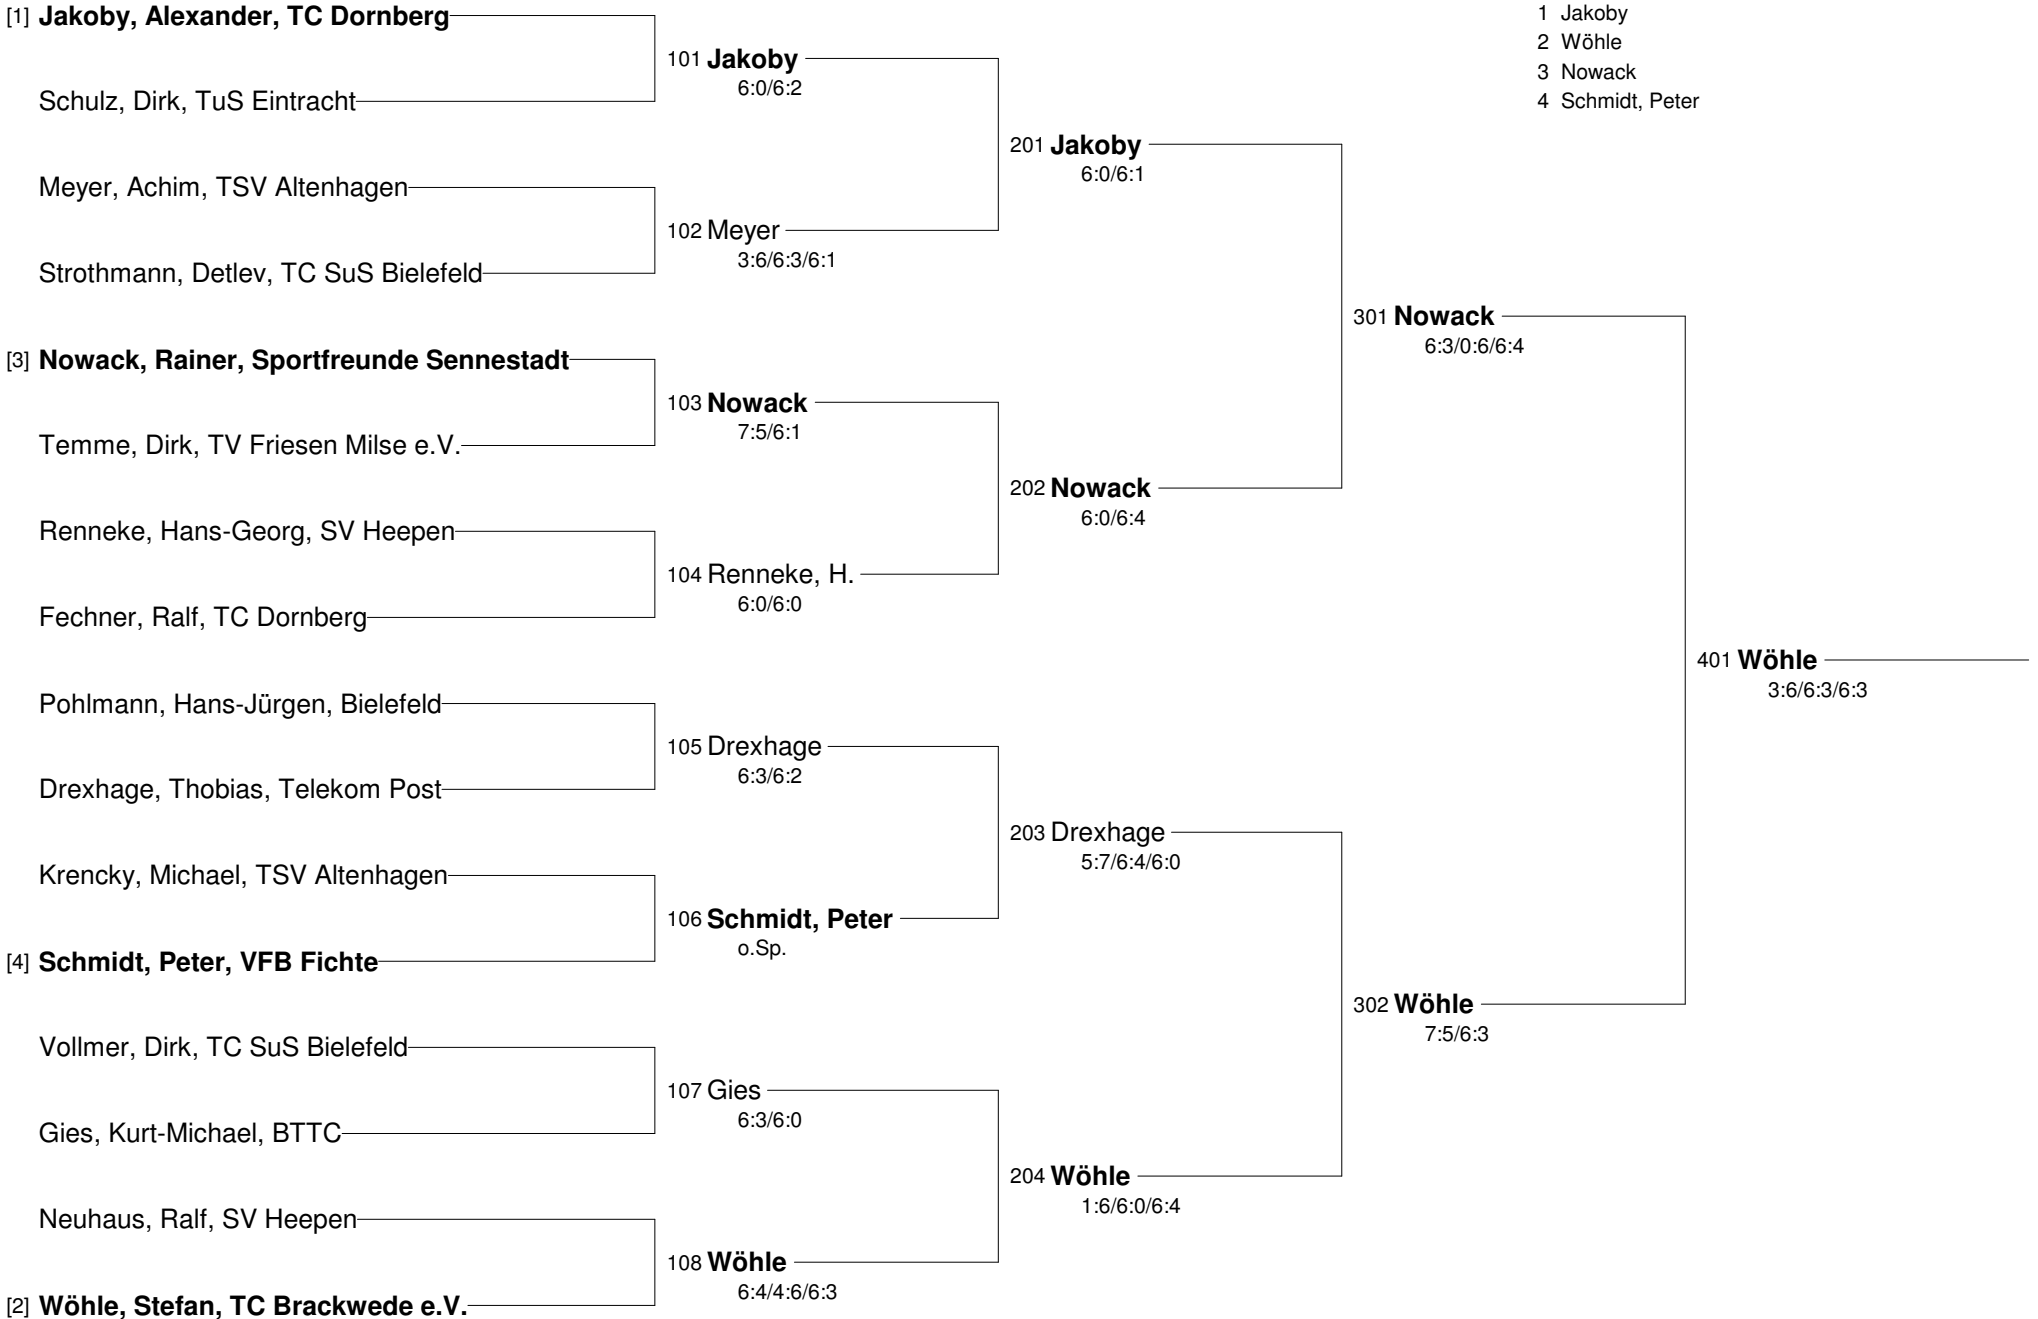 [1] Jakoby, Alexander, TC Dornberg
Schulz, Dirk, TuS Eintracht
Meyer, Achim, TSV Altenhagen
Strothmann, Detlev, TC SuS Bielefeld
[3] Nowack, Rainer, Sportfreunde Sennestadt
Temme, Dirk, TV Friesen Milse e.V.
Renneke, Hans-Georg, SV Heepen
Fechner, Ralf, TC Dornberg
Pohlmann, Hans-Jürgen, Bielefeld
Drexhage, Thobias, Telekom Post
Krencky, Michael, TSV Altenhagen
[4] Schmidt, Peter, VFB Fichte
Vollmer, Dirk, TC SuS Bielefeld
Gies, Kurt-Michael, BTTC
Neuhaus, Ralf, SV Heepen
[2] Wöhle, Stefan, TC Brackwede e.V.
101 Jakoby
6:0/6:2
102 Meyer
3:6/6:3/6:1
103 Nowack
7:5/6:1
104 Renneke, H.
6:0/6:0
105 Drexhage
6:3/6:2
106 Schmidt, Peter
o.Sp.
107 Gies
6:3/6:0
108 Wöhle
6:4/4:6/6:3
201 Jakoby
6:0/6:1
202 Nowack
6:0/6:4
203 Drexhage
5:7/6:4/6:0
204 Wöhle
1:6/6:0/6:4
301 Nowack
6:3/0:6/6:4
302 Wöhle
7:5/6:3
401 Wöhle
3:6/6:3/6:3
1 Jakoby
2 Wöhle
3 Nowack
4 Schmidt, Peter